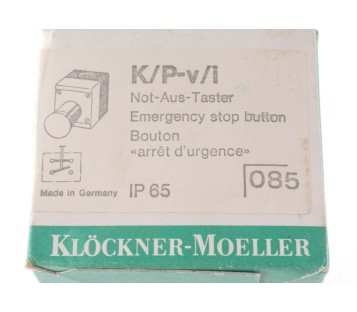 K/P-v/i
Not-Aus-Taster
Emergency stop button
Bouton
«arrêt d'urgence»
Made in Germany IP 65 085
KLÖCKNER-MOELLER